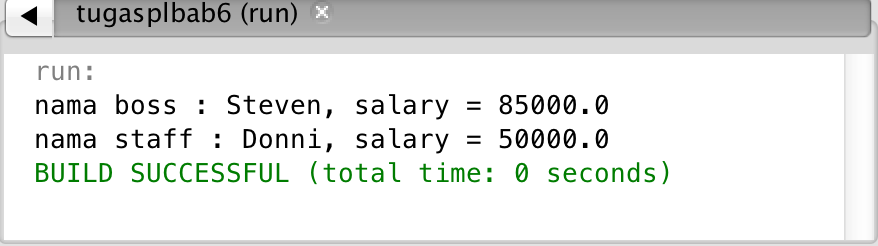 tugasplbab6 (run)
run:
nama boss : Steven, salary = 85000.0
nama staff : Donni, salary = 50000.0
BUILD SUCCESSFUL (total time: 0 seconds)